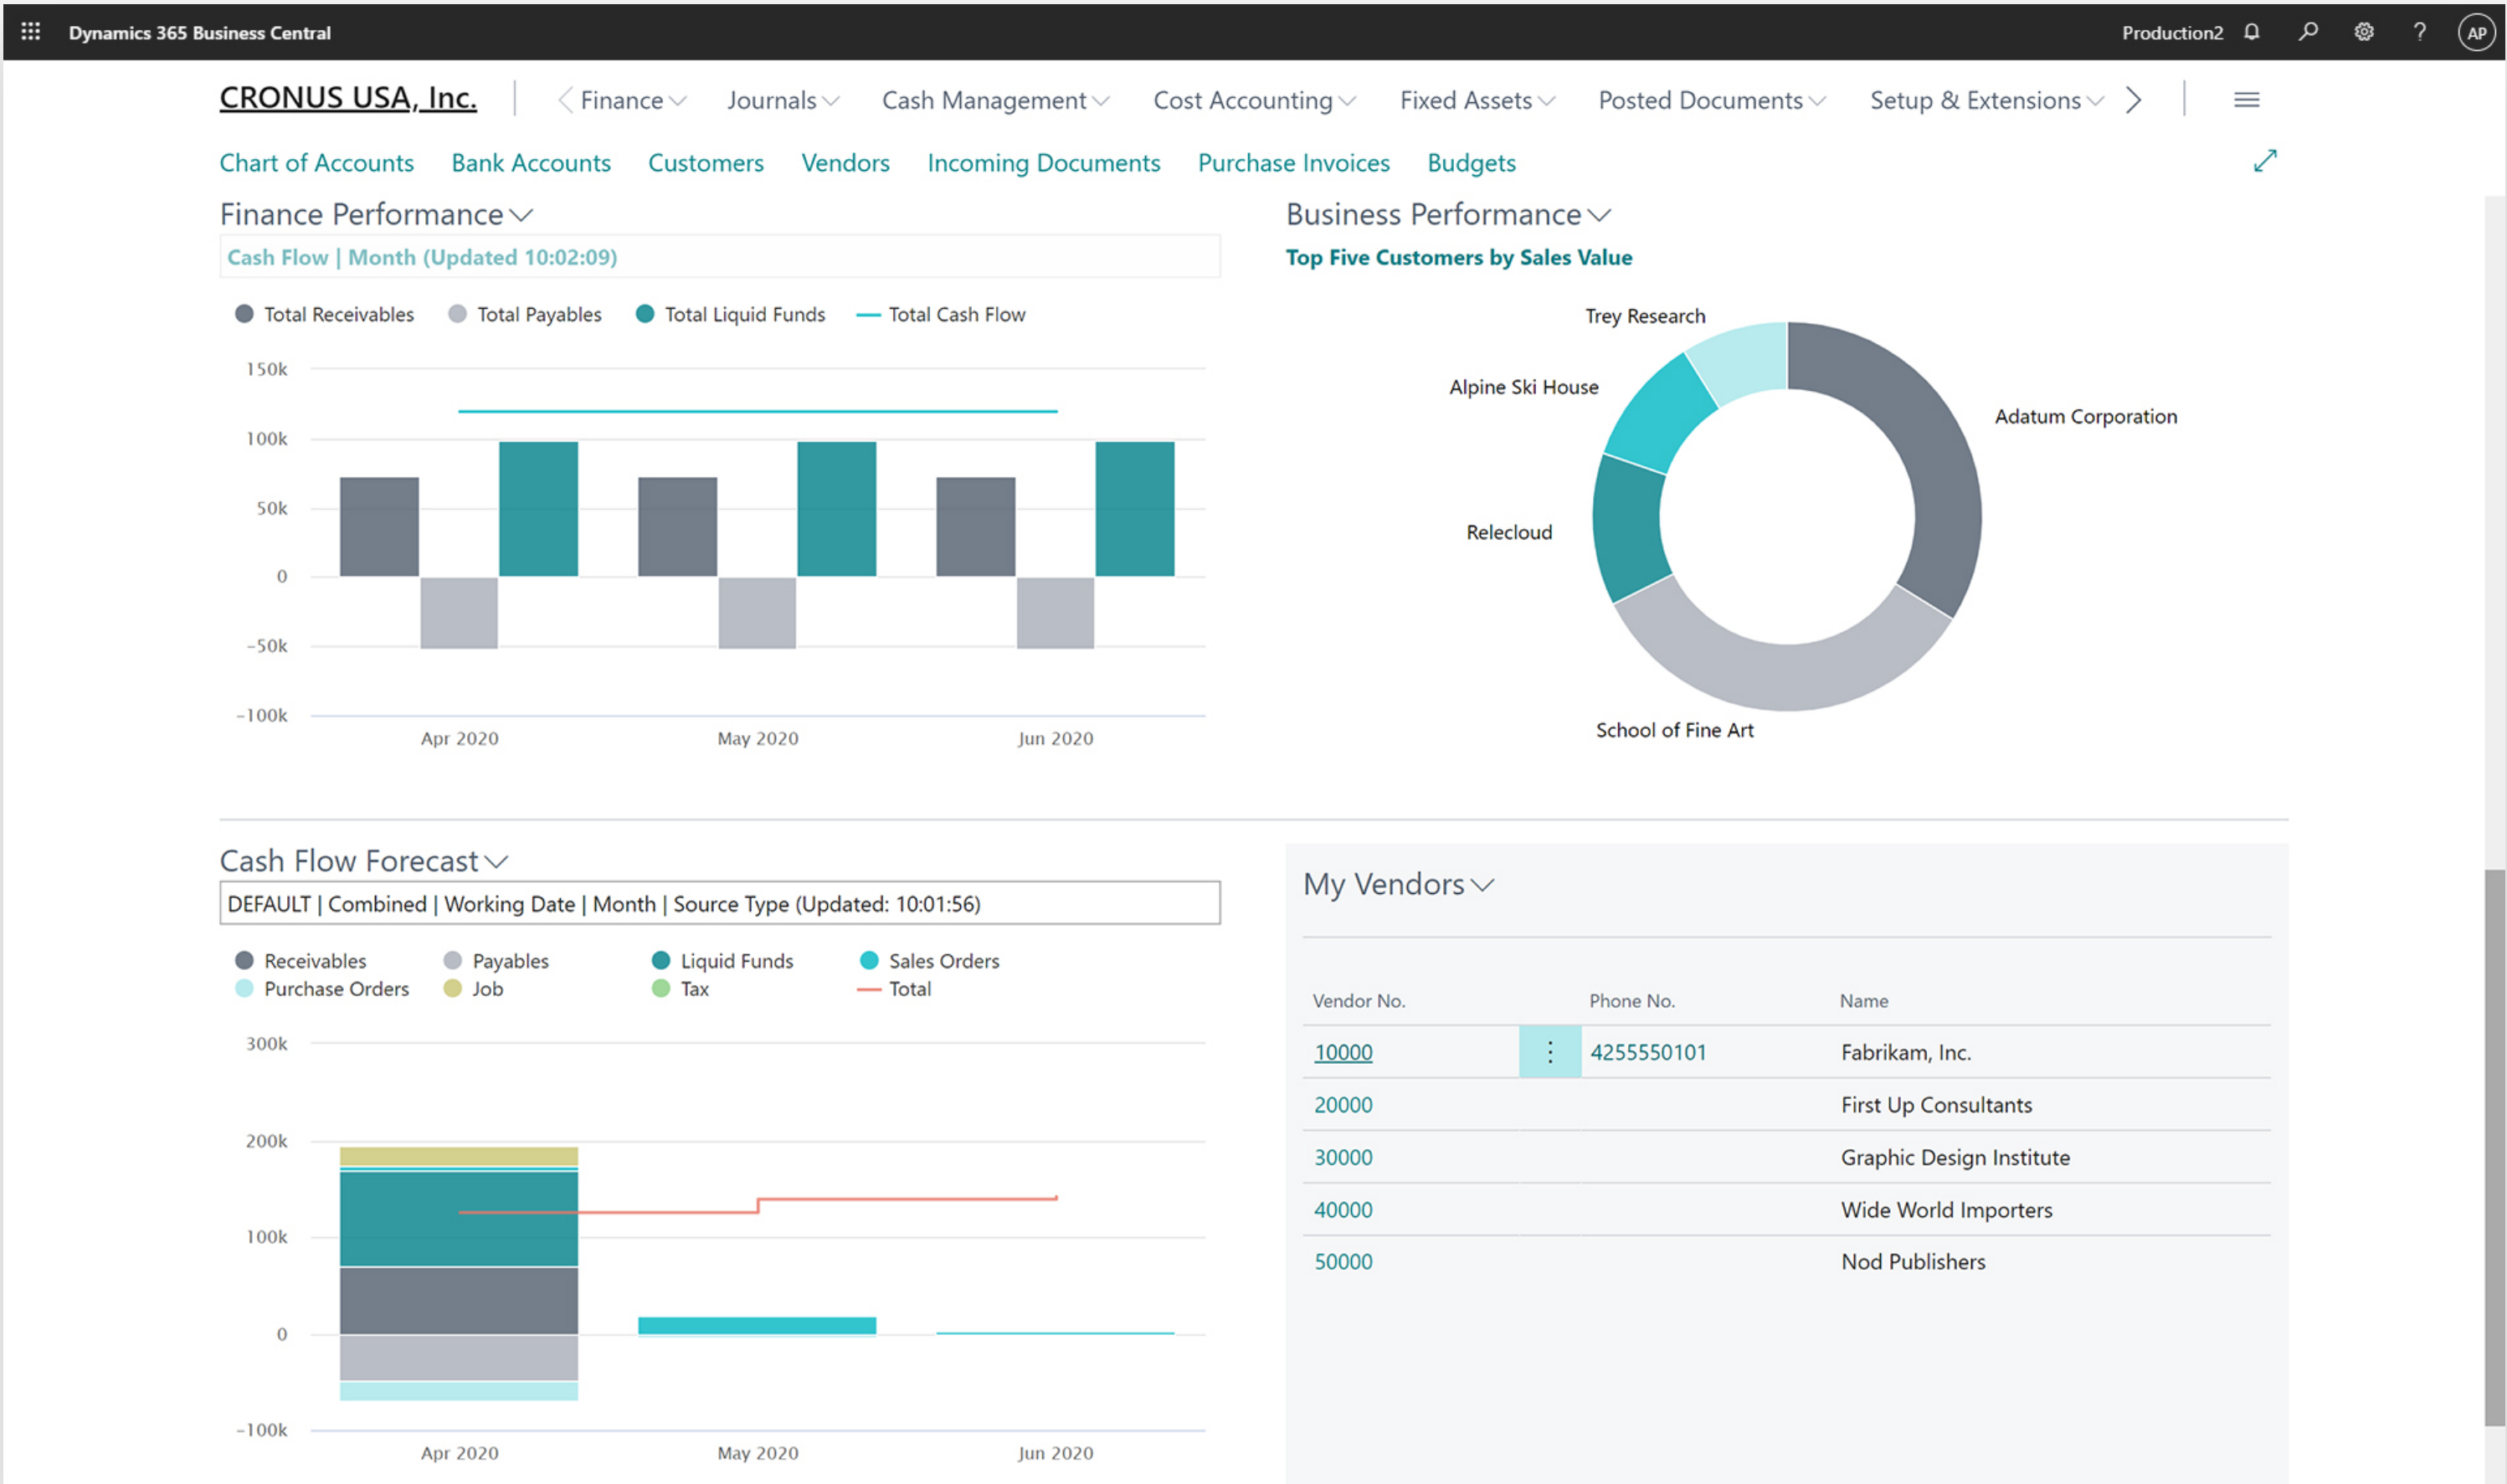 Dynamics 365 Business Central
Production2
?
AP
CRONUS USA, Inc.
Finance
Journals
Cash Management
Cost Accounting
Fixed Assets
Posted Documents
Setup & Extensions
Chart of Accounts
Bank Accounts
Customers
Vendors
Incoming Documents
Purchase Invoices
Budgets
Finance Performance
Cash Flow | Month (Updated 10:02:09)
Total Receivables
Total Payables
Total Liquid Funds
Total Cash Flow
150k
100k
50k
0
-50k
-100k
Apr 2020
May 2020
Jun 2020
Business Performance
Top Five Customers by Sales Value
Trey Research
Alpine Ski House
Adatum Corporation
Relecloud
School of Fine Art
Cash Flow Forecast
DEFAULT | Combined | Working Date | Month | Source Type (Updated: 10:01:56)
Receivables
Payables
Liquid Funds
Sales Orders
Purchase Orders
Job
Tax
Total
300k
200k
100k
0
-100k
Apr 2020
May 2020
Jun 2020
My Vendors
Vendor No.
Phone No.
Name
10000
4255550101
Fabrikam, Inc.
20000
First Up Consultants
30000
Graphic Design Institute
40000
Wide World Importers
50000
Nod Publishers